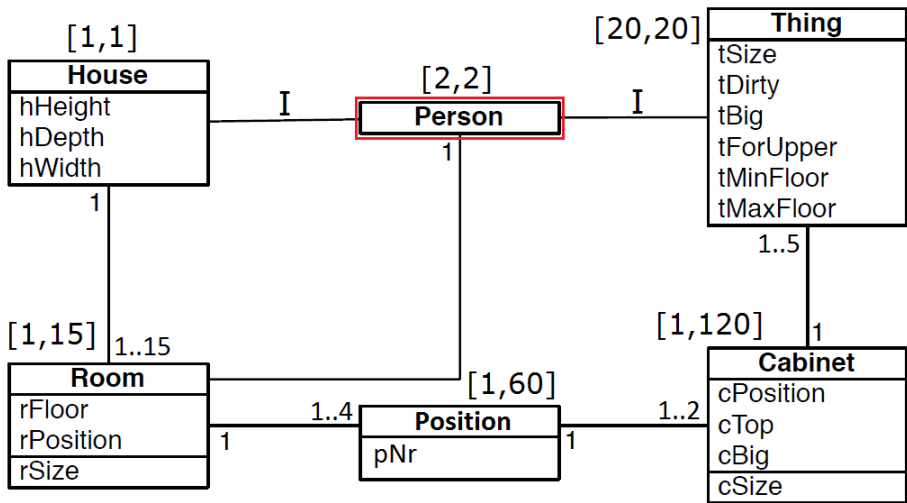 [1,1]
House
hHeight
hDepth
hWidth
1
I
[2,2]
Person
1
I
[20,20]
Thing
tSize
tDirty
tBig
tForUpper
tMinFloor
tMaxFloor
1..5
[1,15]
1..15
Room
rFloor
rPosition
rSize
1
1..4
[1,60]
Position
pNr
1
1..2
[1,120]
1
Cabinet
cPosition
cTop
cBig
cSize